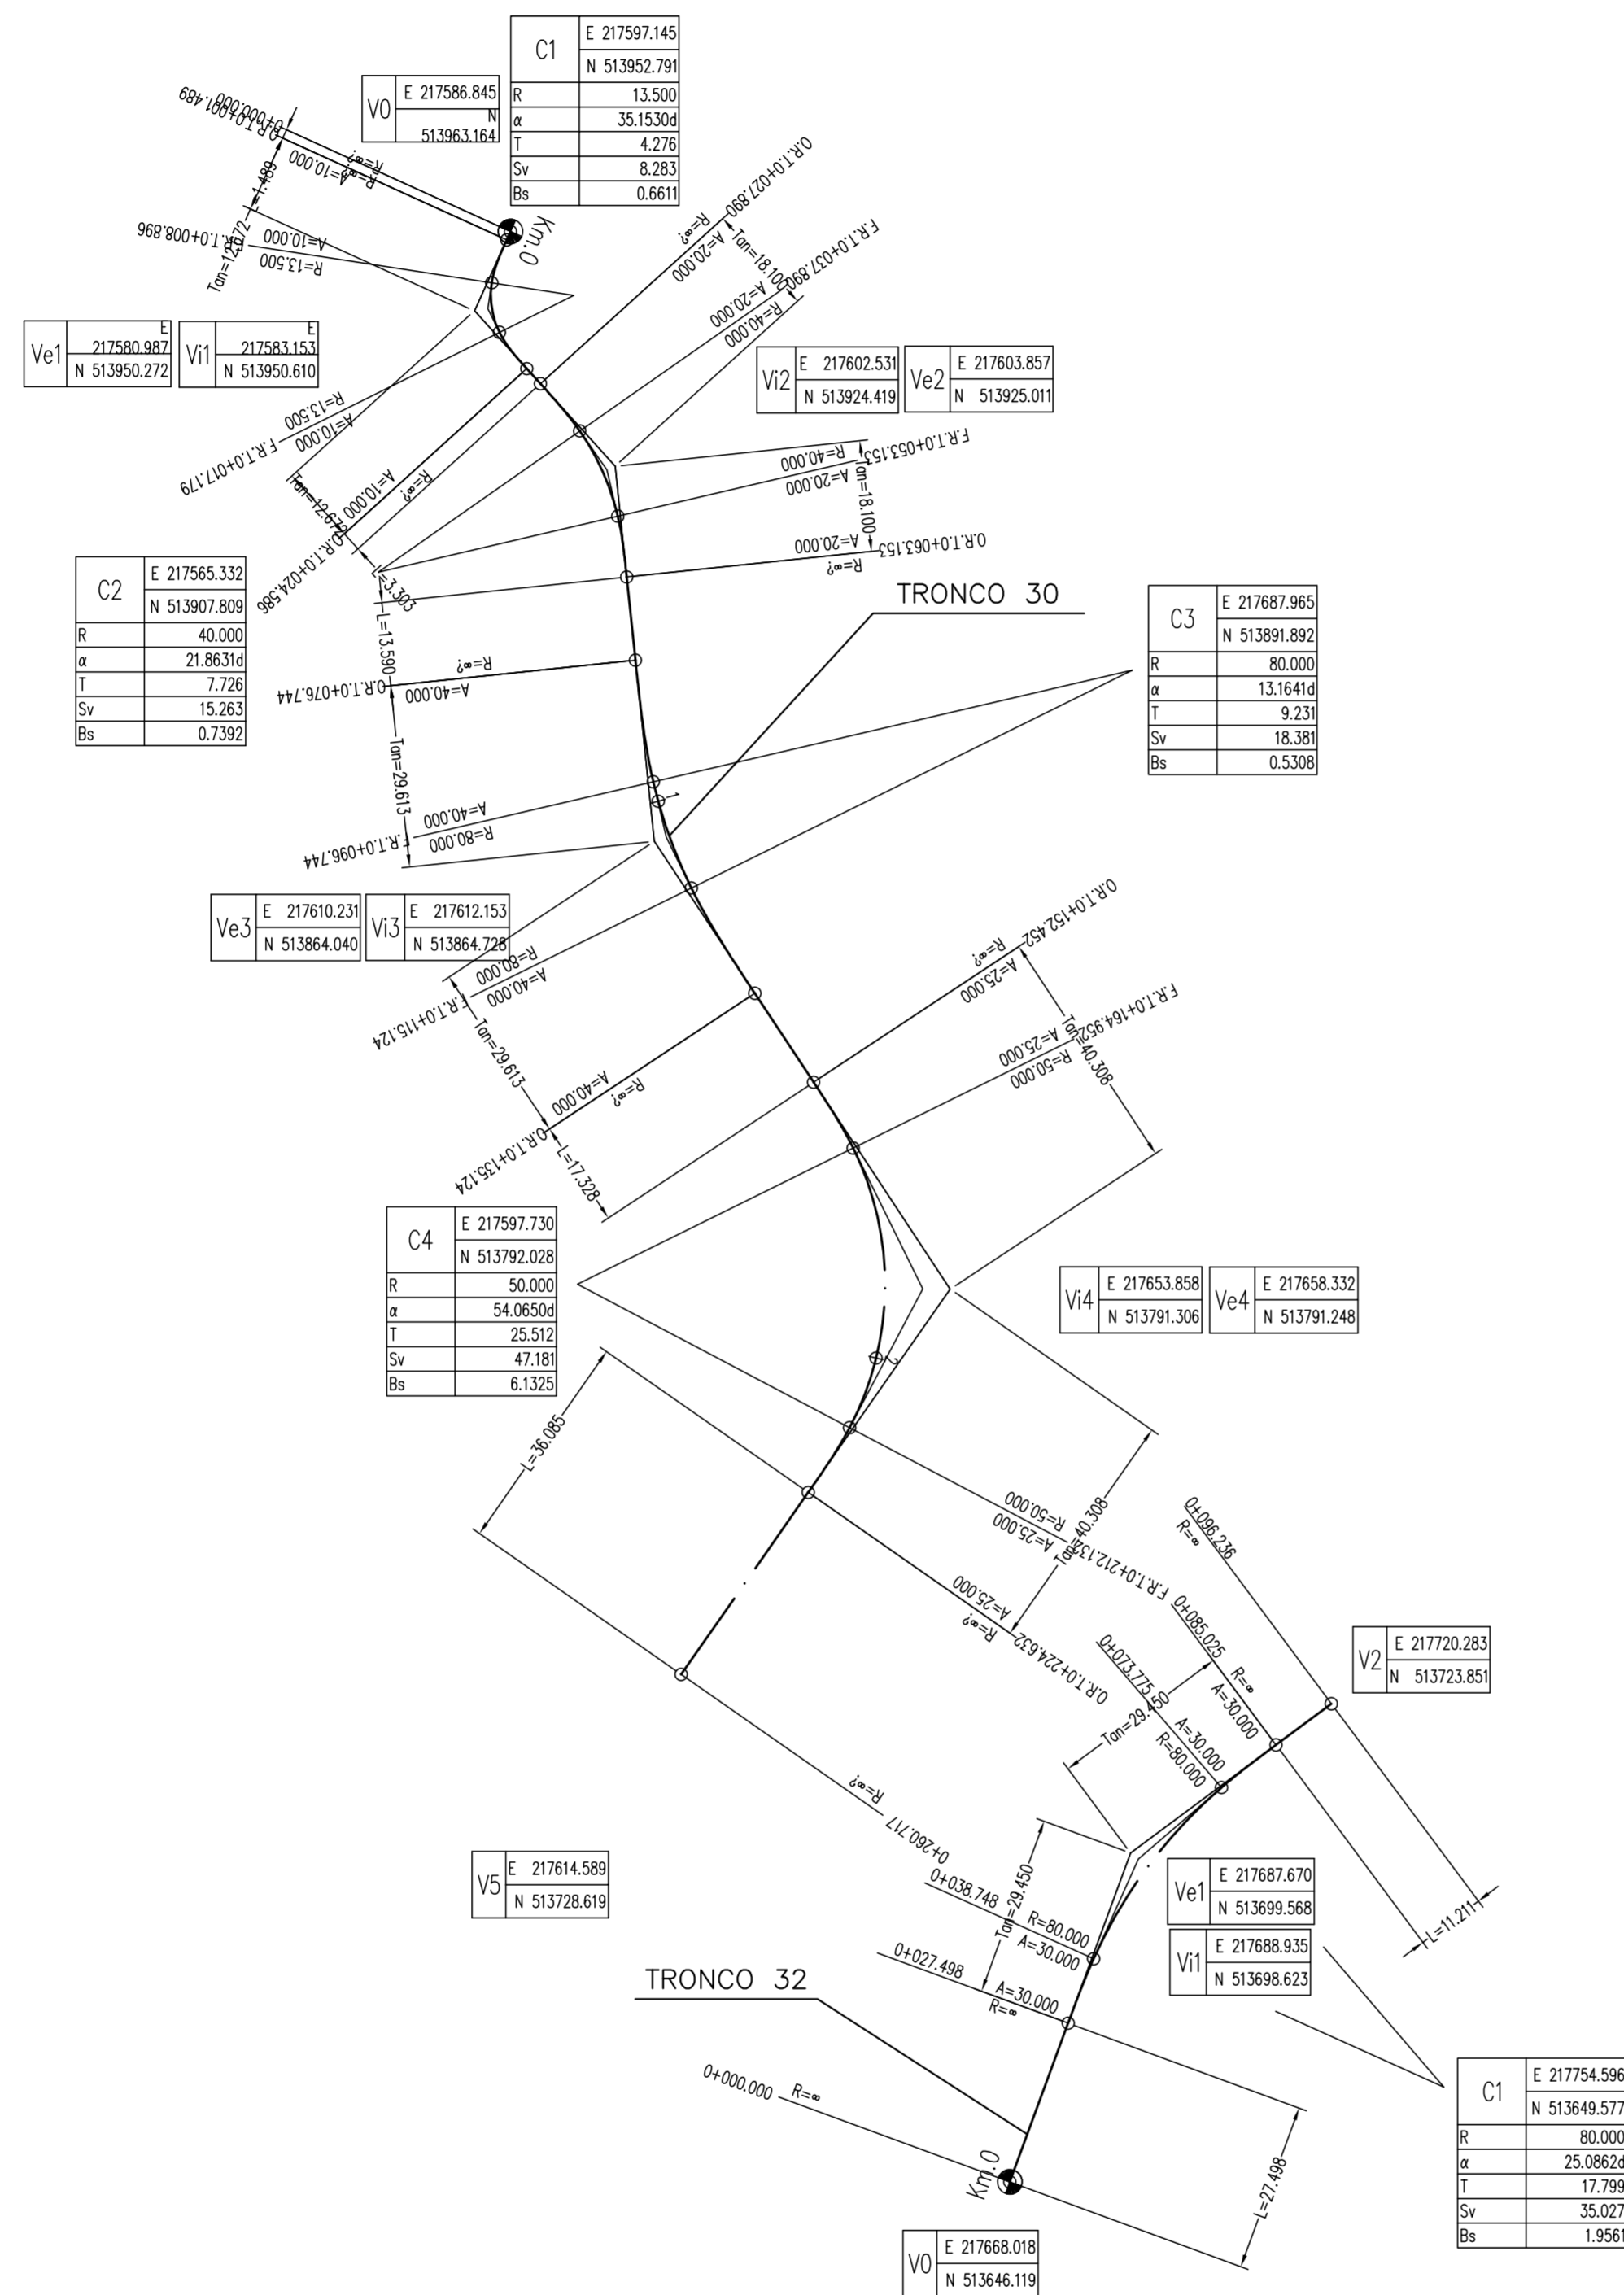 C1
E 217597.145
N 513952.791
R 13.500
α 35.1530d
T 4.276
Sv 8.283
Bs 0.6611
V0
E 217586.845
N
513963.164
0+000.000
O.R.T.0+001.489
R=∞?
R=∞?
A=10.000
L=1.489
Tan=12.672
F.R.T.0+008.896
A=10.000
R=13.500
Km.0
O.R.T.0+027.890
R=∞?
A=20.000
Tan=18.100
F.R.T.0+037.890
A=20.000
R=40.000
Ve1
E
217580.987
N 513950.272
Vi1
E
217583.153
N 513950.610
Vi2
E 217602.531
N 513924.419
Ve2
E 217603.857
N 513925.011
R=13.500
A=10.000
F.R.T.0+017.179
Tan=12.672
A=10.000
R=∞?
O.R.T.0+024.586
L=3.303
F.R.T.0+053.153
R=40.000
A=20.000
Tan=18.100
O.R.T.0+063.153
A=20.000
R=∞?
C2
E 217565.332
N 513907.809
R 40.000
α 21.8631d
T 7.726
Sv 15.263
Bs 0.7392
TRONCO 30
C3
E 217687.965
N 513891.892
R 80.000
α 13.1641d
T 9.231
Sv 18.381
Bs 0.5308
L=13.590
R=∞?
A=40.000
O.R.T.0+076.744
Tan=29.613
A=40.000
R=80.000
F.R.T.0+096.744
1
Ve3
E 217610.231
N 513864.040
Vi3
E 217612.153
N 513864.728
R=80.000
A=40.000
F.R.T.0+115.124
Tan=29.613
A=40.000
R=∞?
O.R.T.0+135.124
L=17.328
O.R.T.0+152.452
R=∞?
A=25.000
F.R.T.0+164.952
A=25.000
R=50.000
Tan=40.308
C4
E 217597.730
N 513792.028
R 50.000
α 54.0650d
T 25.512
Sv 47.181
Bs 6.1325
Vi4
E 217653.858
N 513791.306
Ve4
E 217658.332
N 513791.248
2
L=36.085
R=50.000
A=25.000
F.R.T.0+212.132
Tan=40.308
A=25.000
R=∞?
O.R.T.0+224.632
0+096.236
R=∞
0+085.025
R=∞
A=30.000
0+073.775
A=30.000
R=80.000
Tan=29.450
V2
E 217720.283
N 513723.851
R=∞?
0+260.717
V5
E 217614.589
N 513728.619
0+038.748
R=80.000
A=30.000
Tan=29.450
0+027.498
A=30.000
R=∞
Ve1
E 217687.670
N 513699.568
Vi1
E 217688.935
N 513698.623
L=11.211
TRONCO 32
0+000.000
R=∞
Km.0
L=27.498
C1
E 217754.596
N 513649.577
R 80.000
α 25.0862d
T 17.799
Sv 35.027
Bs 1.9561
V0
E 217668.018
N 513646.119